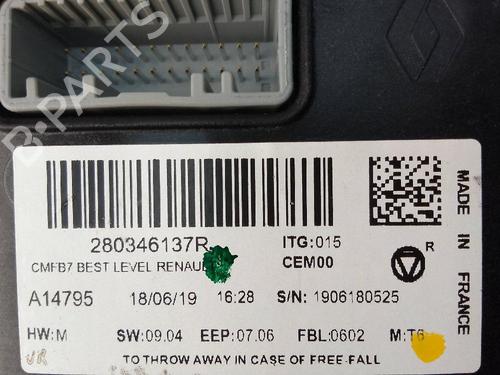 B-PARTS
280346137R
ITG:015
CMFB7 BEST LEVEL RENAUL
CEM00
R
A14795 18/06/19 16:28 S/N: 1906180525
HW:M SW:09.04 EEP:07.06 FBL:0602 M:T6
TO THROW AWAY IN CASE OF FREE-FALL
MADE IN FRANCE